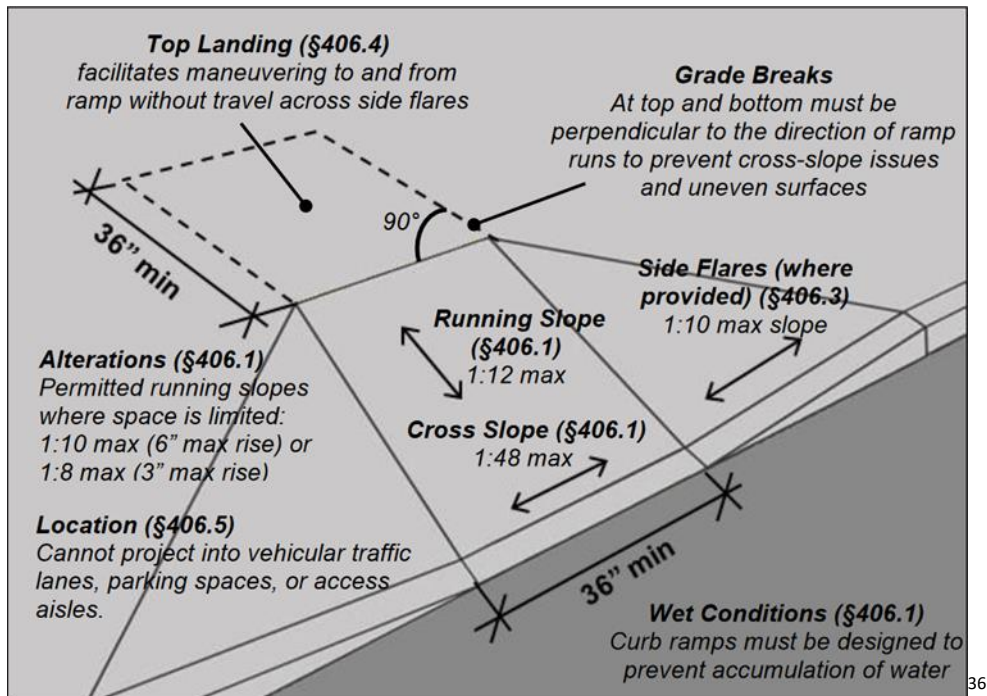 Top Landing (§406.4)
facilitates maneuvering to and from
ramp without travel across side flares
Grade Breaks
At top and bottom must be
perpendicular to the direction of ramp
runs to prevent cross-slope issues
and uneven surfaces
90°
36” min
Side Flares (where
provided) (§406.3)
1:10 max slope
Running Slope
(§406.1)
1:12 max
Alterations (§406.1)
Permitted running slopes
where space is limited:
1:10 max (6” max rise) or
1:8 max (3” max rise)
Cross Slope (§406.1)
1:48 max
Location (§406.5)
Cannot project into vehicular traffic
lanes, parking spaces, or access
aisles.
36” min
Wet Conditions (§406.1)
Curb ramps must be designed to
prevent accumulation of water
36